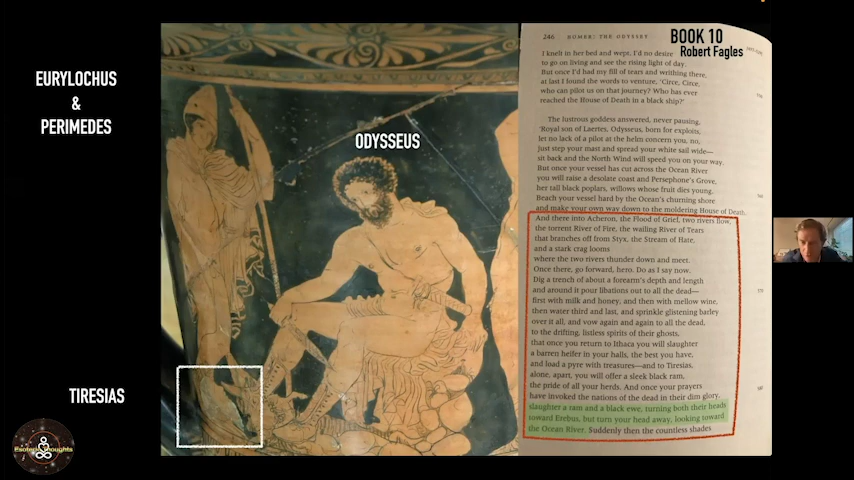 EURYLOCHUS
&
PERIMEDES
TIRESIAS
Esoteric Thoughts
ODYSSEUS
BOOK 10
Robert Fagles
246 HOMER: THE ODYSSEY
I kneli in her bed and wept, I'd no desire
to go on living and see the rising light of day.
But once I'd had my fill of tears and writhing there,
at last I found the words to venture, 'Circe, Circe,
who can pilot us on that journey? Who has ever
reached the House of Death in a black ship?'
The lustrous goddess answered, never pausing,
'Royal son of Laertes, Odysseus, born for exploits,
let no lack of a pilot at the helm concern you, no,
just step your mast and spread your white sail wide—
sit back and the North Wind will speed you on your way.
But once your vessel has cut across the Ocean River
you will raise a desolate coast and Persephone's Grove,
her tall black poplars, willows whose fruit dies young.
Beach your vessel hard by the Ocean's churning shore
and make your own way down to the moldering House of Death.
And there into Acheron, the Flood of Grief, two rivers flow,
the torrent River of Fire, the wailing River of Tears
that branches off from Styx, the Stream of Hate,
and a stark crag looms
where the two rivers thunder down and meet.
Once there, go forward, hero. Do as I say now.
Dig a trench of about a forearm's depth and length
and around it pour libations out to all the dead—
first with milk and honey, and then with mellow wine,
then water third and last, and sprinkle glistening barley
over it all, and vow again and again to all the dead,
to the drifting, listless spirits of their ghosts,
that once you return to Ithaca you will slaughter
a barren heifer in your halls, the best you have,
and load a pyre with treasures—and to Tiresias,
alone, apart, you will offer a sleek black ram,
the pride of all your herds. And once your prayers
have invoked the nations of the dead in their dim glory,
slaughter a ram and a black ewe, turning both their heads
toward Erebus, but turn your head away, looking toward
the Ocean River. Suddenly then the countless shades